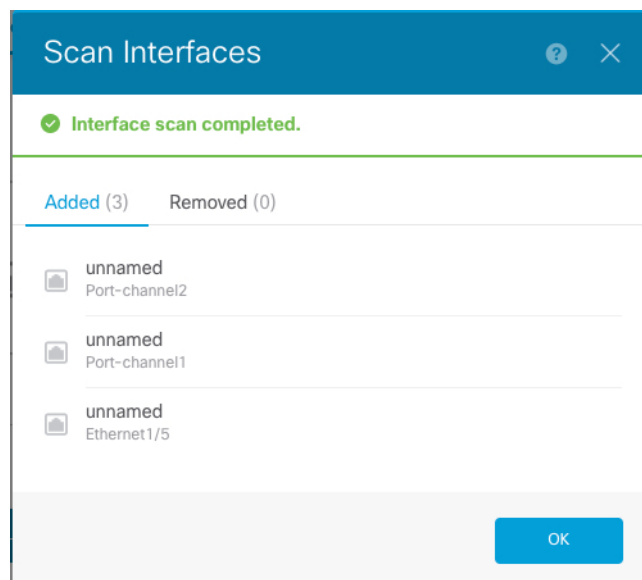 Scan Interfaces
Interface scan completed.
Added (3) Removed (0)
unnamed
Port-channel2
unnamed
Port-channel1
unnamed
Ethernet1/5
OK